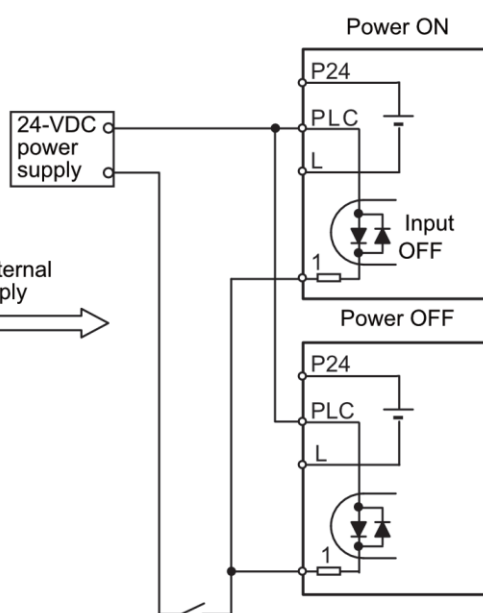 Power ON
P24
24-VDC
power
supply
PLC
L
Input
OFF
1
Power OFF
P24
PLC
L
1